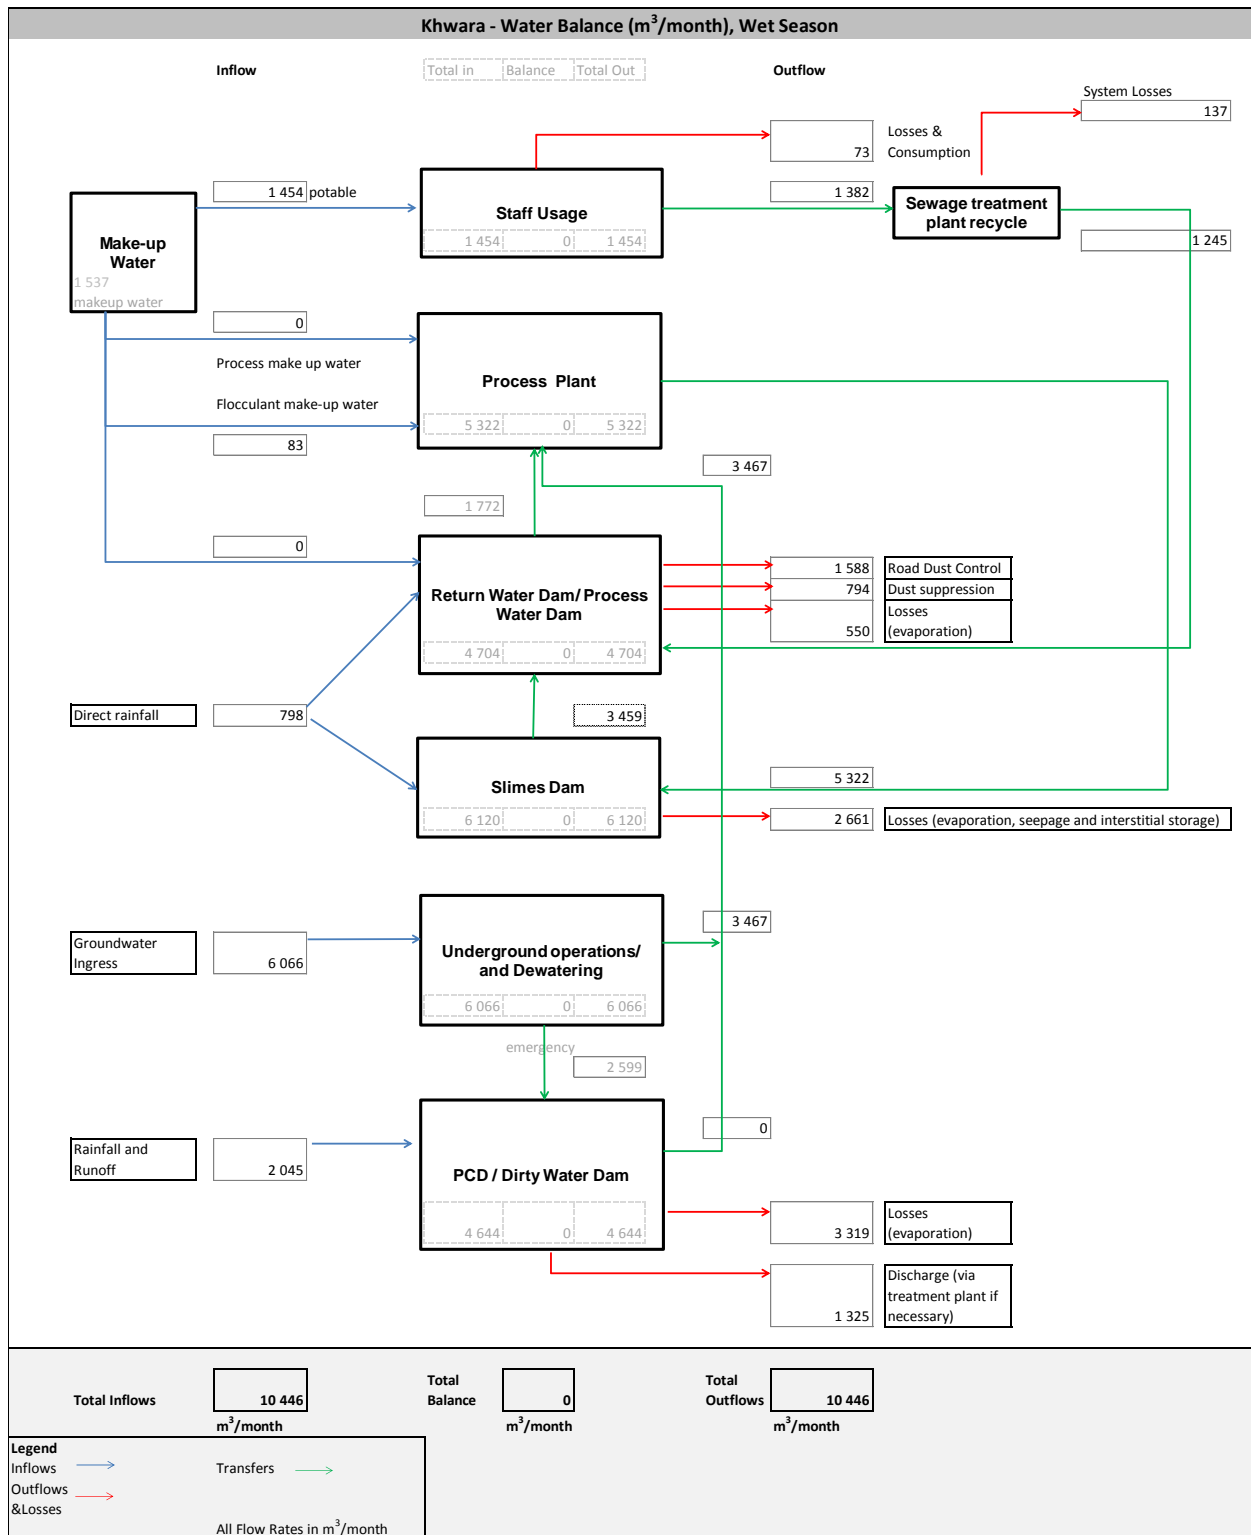 Khwara - Water Balance (m³/month), Wet Season
Inflow
Total in Balance Total Out
Outflow
System Losses
137
73
Losses &
Consumption
1 454 potable
Staff Usage
1 454 0 1 454
1 382
Sewage treatment
plant recycle
1 245
Make-up
Water
1 537
makeup water
0
Process make up water
Flocculant make-up water
83
Process Plant
5 322 0 5 322
3 467
1 772
0
Return Water Dam/ Process
Water Dam
4 704 0 4 704
1 588 Road Dust Control
794 Dust suppression
550
Losses
(evaporation)
Direct rainfall 798
3 459
Slimes Dam
6 120 0 6 120
5 322
2 661 Losses (evaporation, seepage and interstitial storage)
Groundwater
Ingress
6 066
Underground operations/
and Dewatering
6 066 0 6 066
3 467
emergency
2 599
Rainfall and
Runoff
2 045
PCD / Dirty Water Dam
4 644 0 4 644
0
3 319
Losses
(evaporation)
1 325
Discharge (via
treatment plant if
necessary)
Total Inflows 10 446
m³/month
Total
Balance
0
m³/month
Total
Outflows
10 446
m³/month
Legend
Inflows
Transfers
Outflows
&Losses
All Flow Rates in m³/month